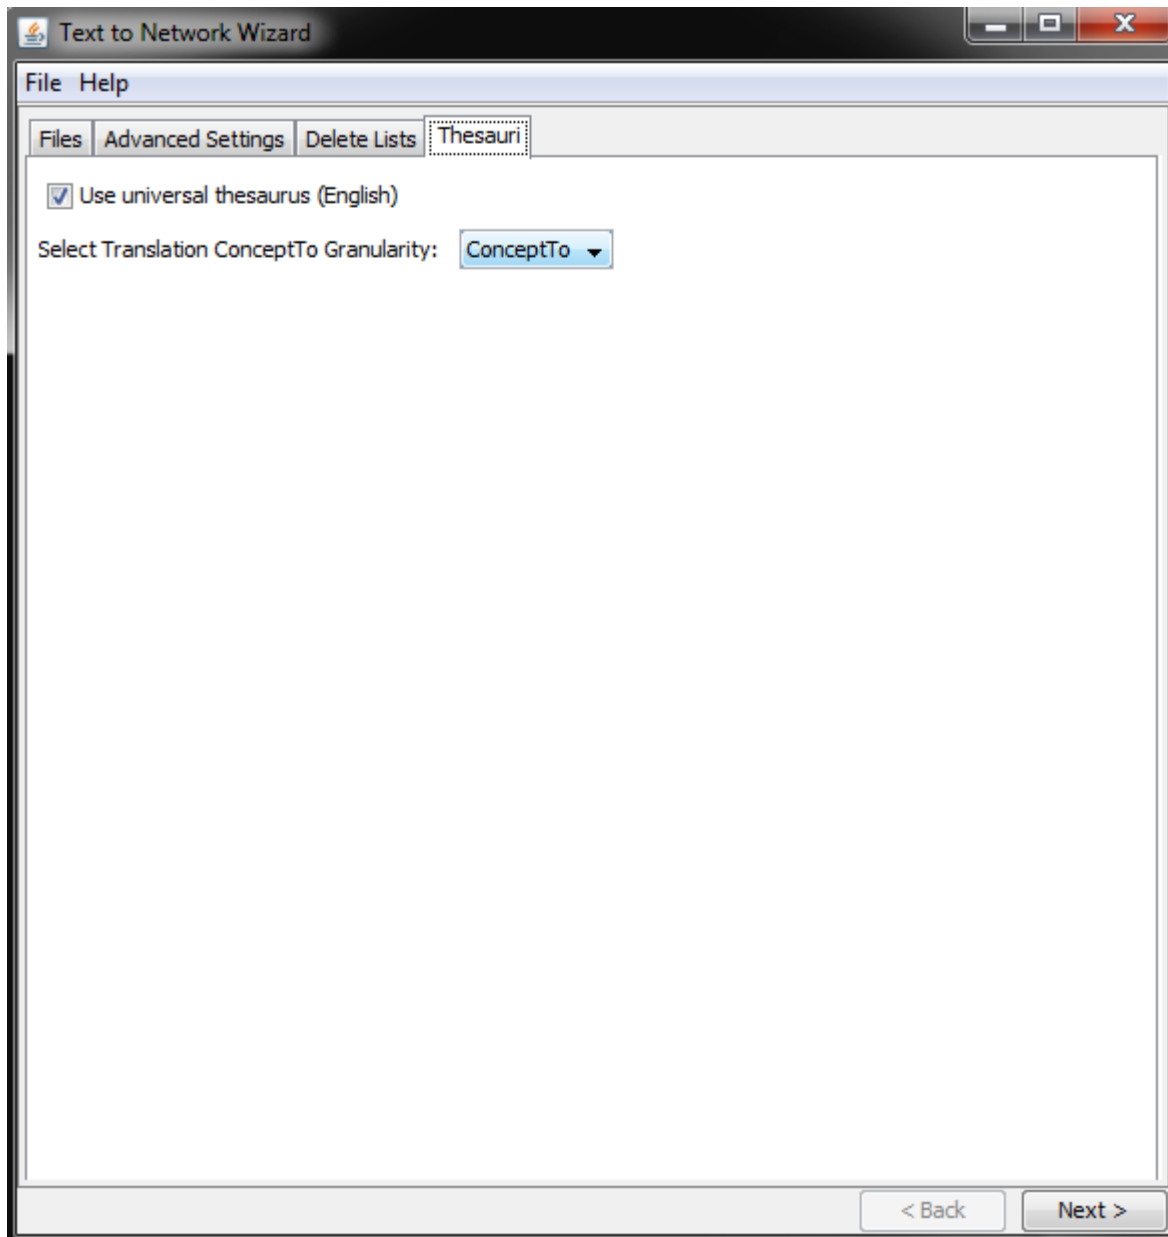 Text to Network Wizard
File Help
Files Advanced Settings Delete Lists Thesauri
Use universal thesaurus (English)
Select Translation ConceptTo Granularity: ConceptTo
< Back Next >